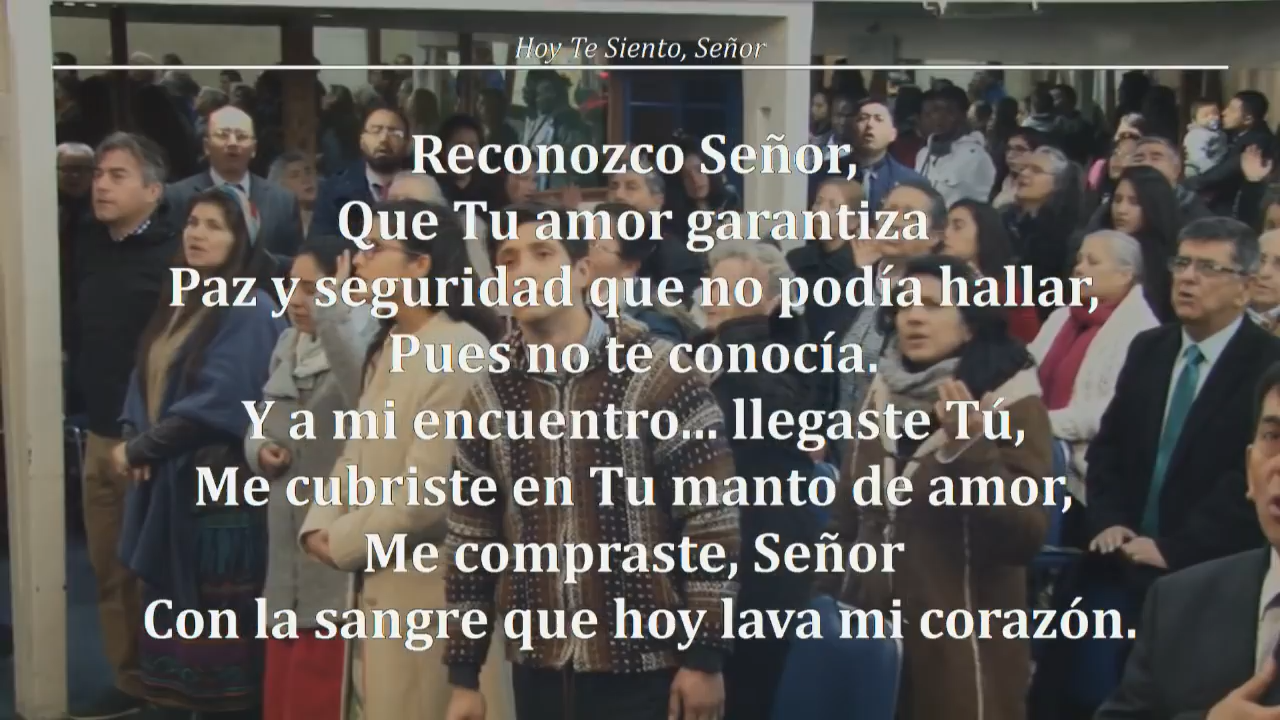 Hoy Te Siento, Señor
Reconozco Señor,
Que Tu amor garantiza
Paz y seguridad que no podía hallar,
Pues no te conocía.
Y a mi encuentro... llegaste Tú,
Me cubriste en Tu manto de amor,
Me compraste, Señor
Con la sangre que hoy lava mi corazón.